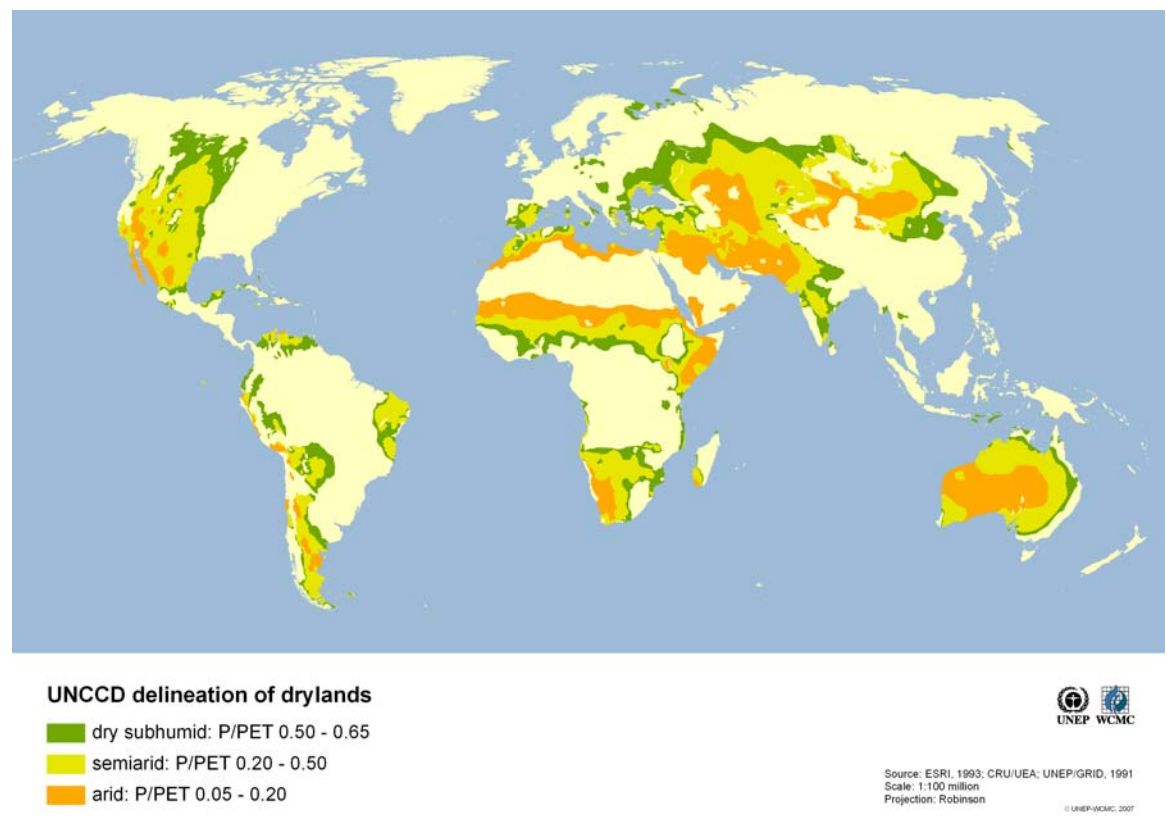 UNCCD delineation of drylands
dry subhumid: P/PET 0.50 - 0.65
semiarid: P/PET 0.20 - 0.50
arid: P/PET 0.05 - 0.20
UNEP WCMC
Source: ESRI, 1993; CRU/UEA; UNEP/GRID, 1991
Scale: 1:100 million
Projection: Robinson
© UNEP-WCMC, 2007